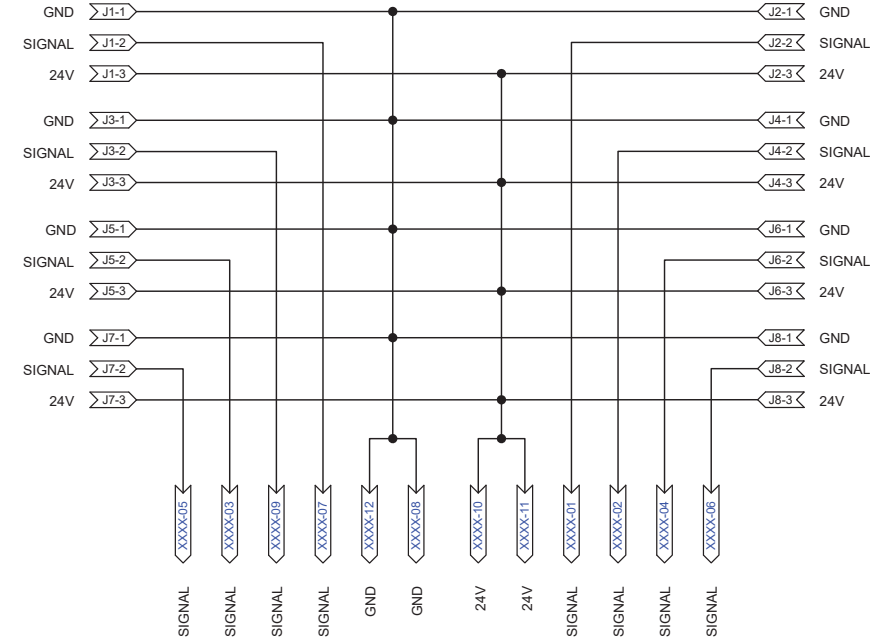 GND J1-1 J2-1 GND
SIGNAL J1-2 J2-2 SIGNAL
24V J1-3 J2-3 24V
GND J3-1 J4-1 GND
SIGNAL J3-2 J4-2 SIGNAL
24V J3-3 J4-3 24V
GND J5-1 J6-1 GND
SIGNAL J5-2 J6-2 SIGNAL
24V J5-3 J6-3 24V
GND J7-1 J8-1 GND
SIGNAL J7-2 J8-2 SIGNAL
24V J7-3 J8-3 24V
XXXX-05 XXXX-03 XXXX-09 XXXX-07 XXXX-12 XXXX-08 XXXX-10 XXXX-11 XXXX-01 XXXX-02 XXXX-04 XXXX-06
SIGNAL SIGNAL SIGNAL SIGNAL GND GND 24V 24V SIGNAL SIGNAL SIGNAL SIGNAL